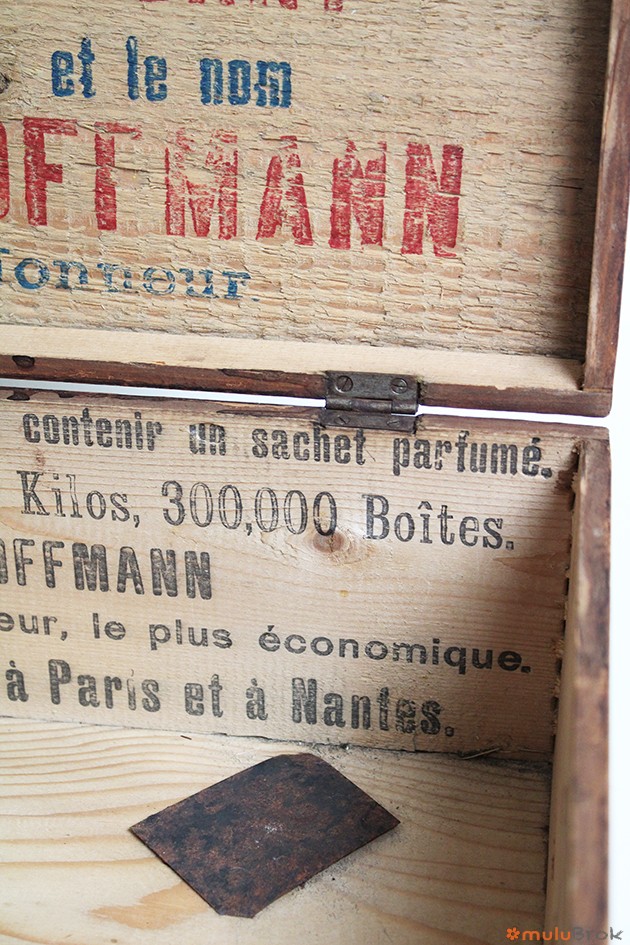 et le nom
OFFMANN
d'Honneur.
contenir un sachet parfumé.
Kilos, 300,000 Boîtes.
OFFMANN
eur, le plus économique.
à Paris et à Nantes.
muluBrok